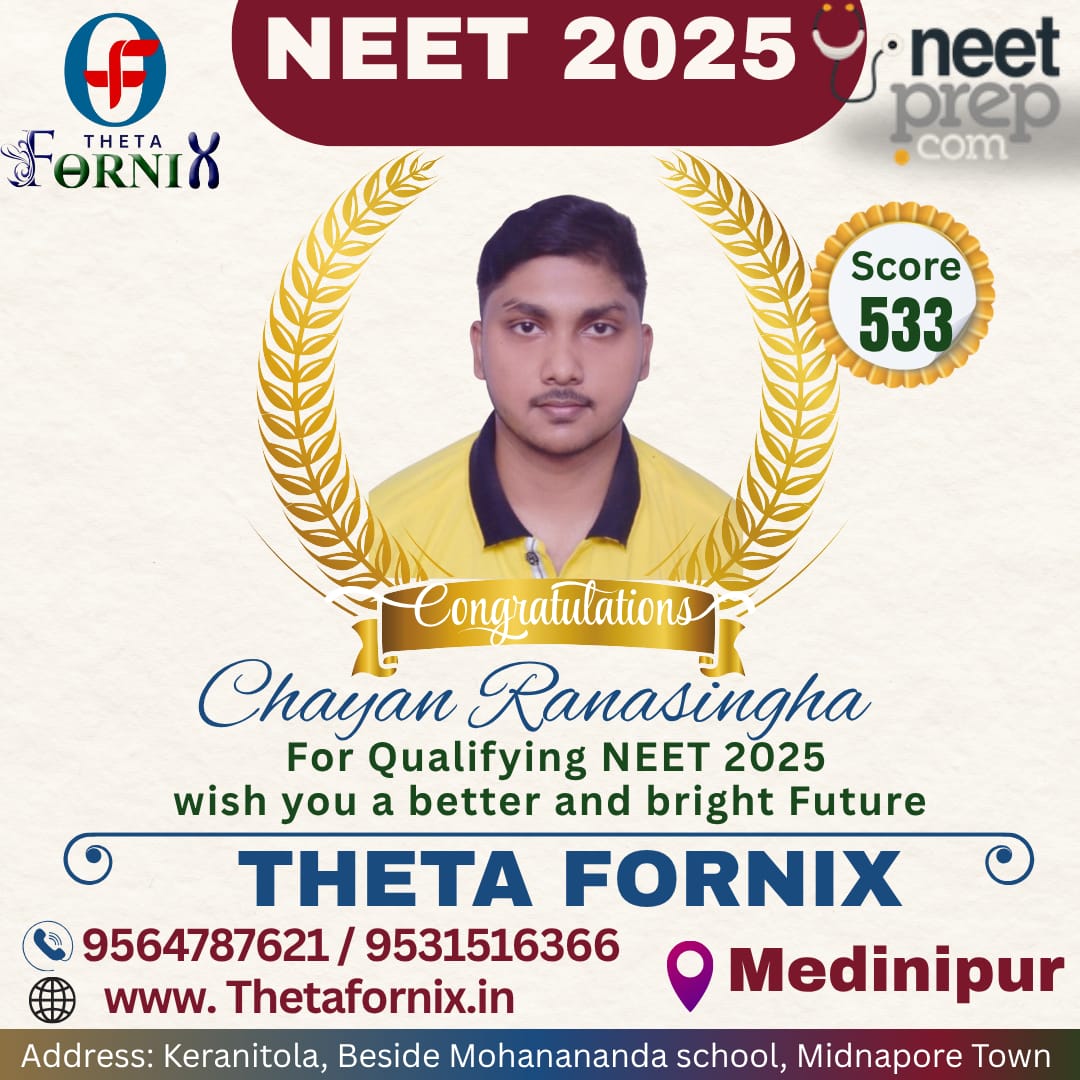 NEET 2025
THETA
FORNIX
neet
prep
.com
Score
533
Congratulations
Chayan Ranasingha
For Qualifying NEET 2025
wish you a better and bright Future
THETA FORNIX
9564787621 / 9531516366
www. Thetafornix.in
Medinipur
Address: Keranitola, Beside Mohanananda school, Midnapore Town